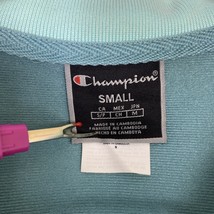 Champion
SMALL
CA MEX JPN
S/P CH M
MADE IN CAMBODIA
FABRIQUÉ AU CAMBODGE
HECHO EN CAMBOYA